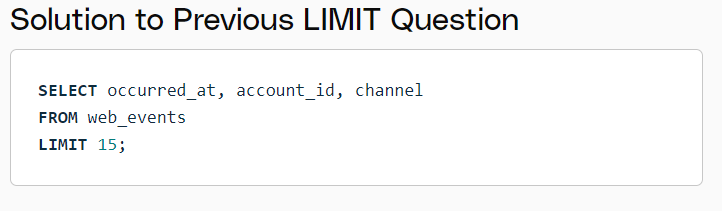 Solution to Previous LIMIT Question
SELECT occurred_at, account_id, channel
FROM web_events
LIMIT 15;